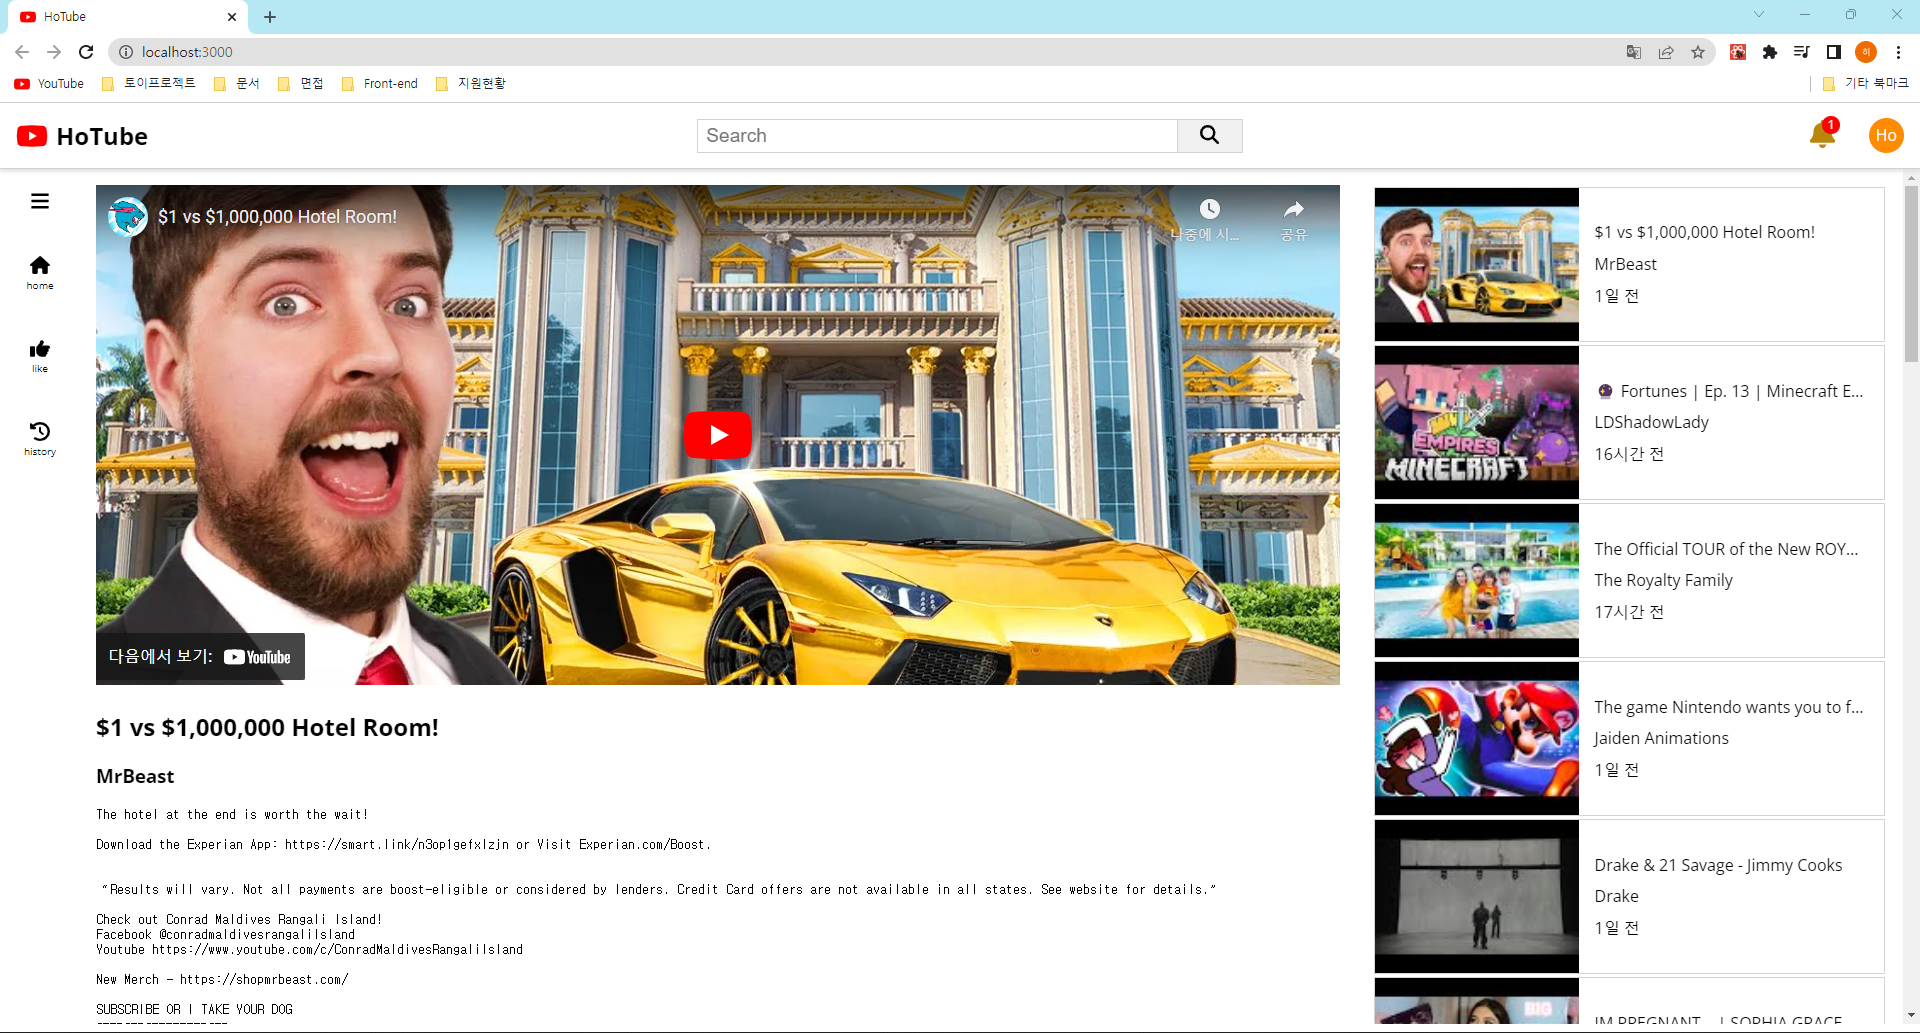 HoTube
localhost:3000
히
YouTube 토이프로젝트 문서 면접 Front-end 지원현황 기타 북마크
HoTube
Search
1
Ho
home
like
history
$1 vs $1,000,000 Hotel Room!
나중에 시...
공유
다음에서 보기: YouTube
$1 vs $1,000,000 Hotel Room!
MrBeast
The hotel at the end is worth the wait!
Download the Experian App: https://smart.link/n3op1gefxlzjn or Visit Experian.com/Boost.
“Results will vary. Not all payments are boost-eligible or considered by lenders. Credit Card offers are not available in all states. See website for details.”
Check out Conrad Maldives Rangali Island!
Facebook @conradmaldivesrangaliisland
Youtube https://www.youtube.com/c/ConradMaldivesRangaliIsland
New Merch - https://shopmrbeast.com/
SUBSCRIBE OR I TAKE YOUR DOG
$1 vs $1,000,000 Hotel Room!
MrBeast
1일 전
EMPIRES
MINECRAFT
🔮 Fortunes | Ep. 13 | Minecraft E...
LDShadowLady
16시간 전
The Official TOUR of the New ROY...
The Royalty Family
17시간 전
The game Nintendo wants you to f...
Jaiden Animations
1일 전
Drake & 21 Savage - Jimmy Cooks
Drake
1일 전
BIG
IM PREGNANT... | SOPHIA GRACE